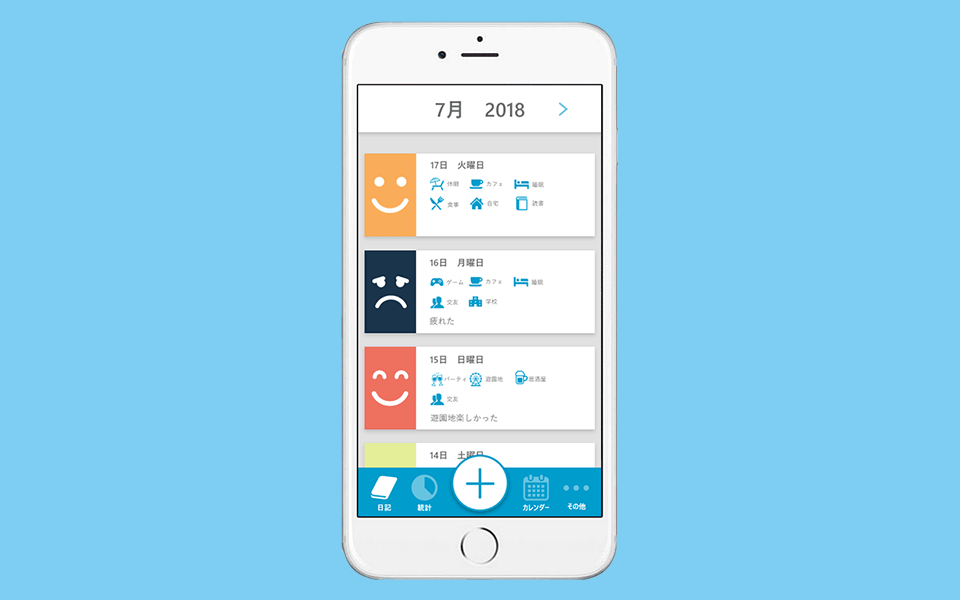 7月 2018
17日 火曜日
休暇 カフェ 睡眠
食事 自宅 読書
16日 月曜日
ゲーム カフェ 睡眠
交友 学校
疲れた
15日 日曜日
パーティ 遊園地 居酒屋
交友
遊園地楽しかった
14日 土曜日
日記 統計 カレンダー その他